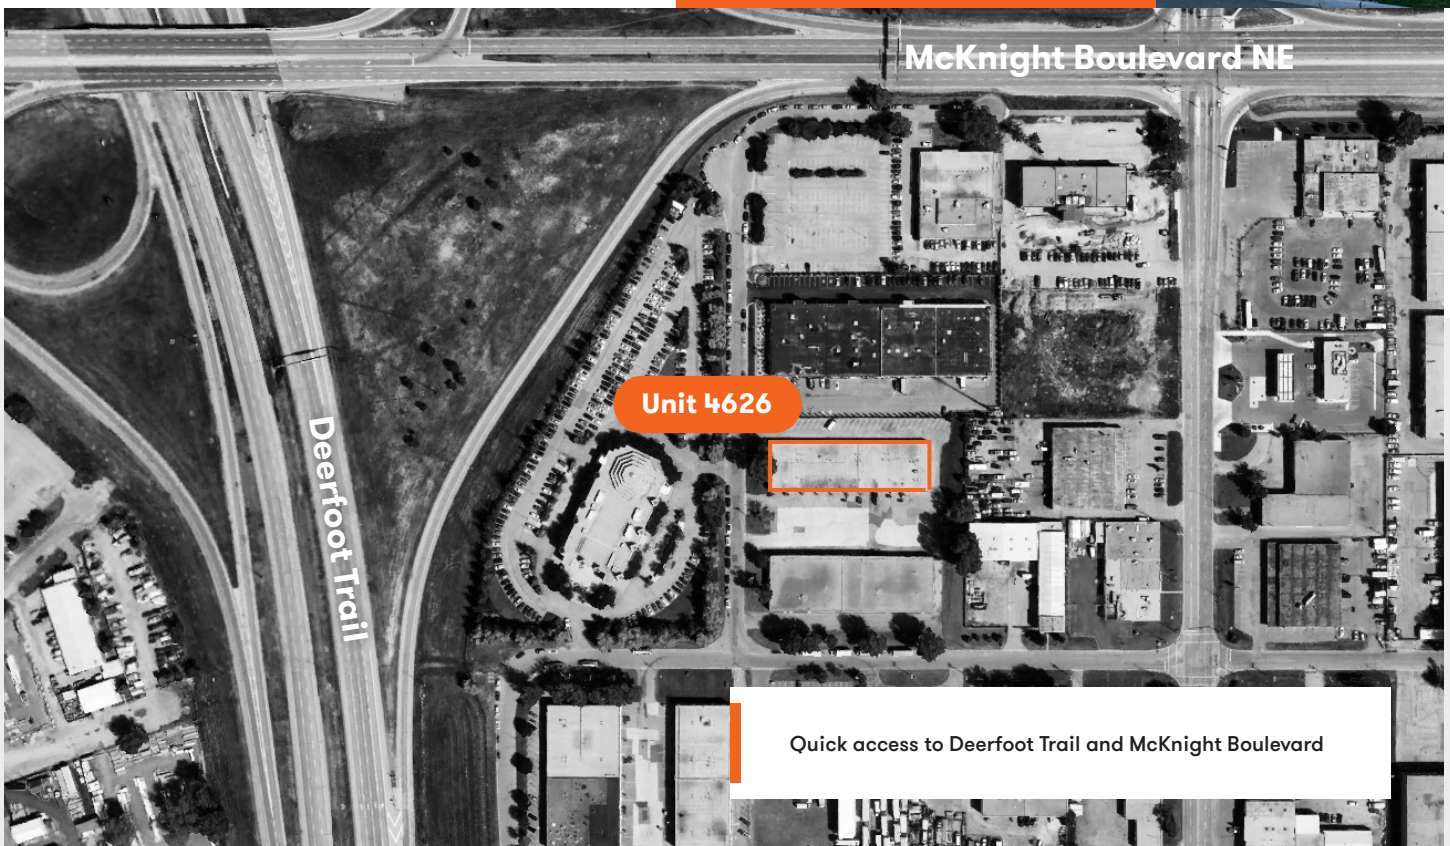 McKnight Boulevard NE
Unit 4626
Deerfoot Trail
Quick access to Deerfoot Trail and McKnight Boulevard